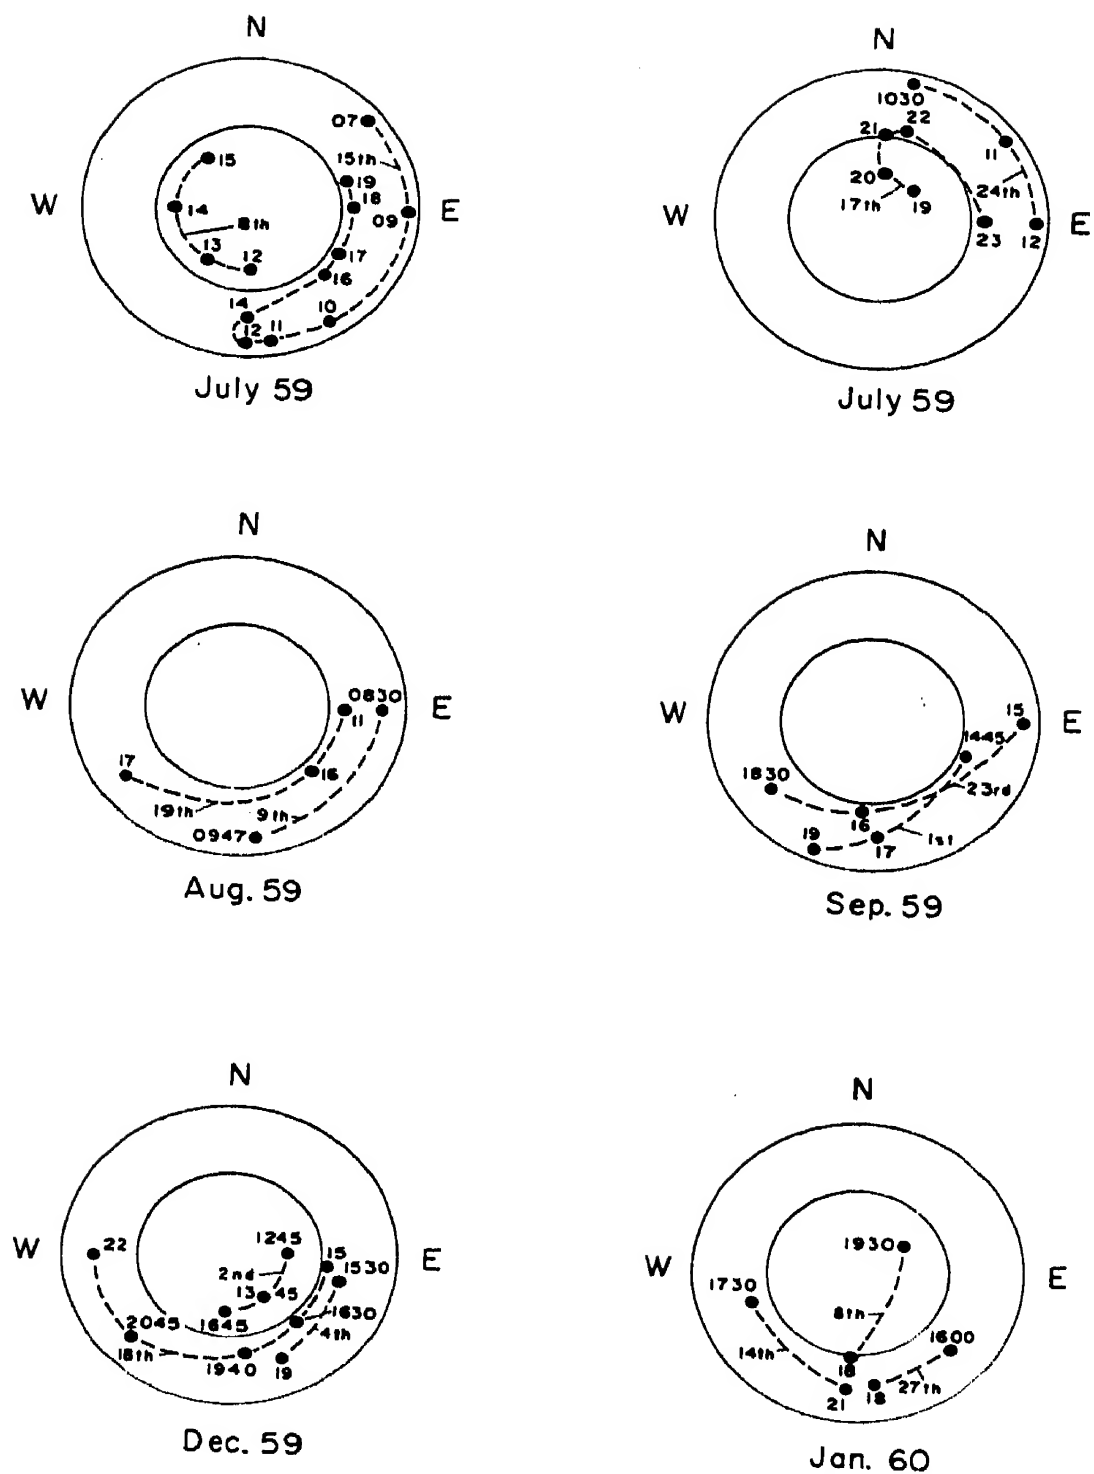 N
07
15
15th
19
W
14
18
09
E
8th
13
12
17
16
14
12
11
10
July 59
N
1030
21
22
11
20
24th
W
17th
19
23
12
E
July 59
N
W
0830
11
E
17
16
19th
9th
0947
Aug. 59
N
W
15
E
1445
1830
23rd
16
19
17
1st
Sep. 59
N
W
22
1245
15
E
2nd
1530
13 45
2045
1645
1630
4th
18th
1940
19
Dec. 59
N
W
1930
E
1730
8th
1600
14th
18
21
18
27th
Jan. 60